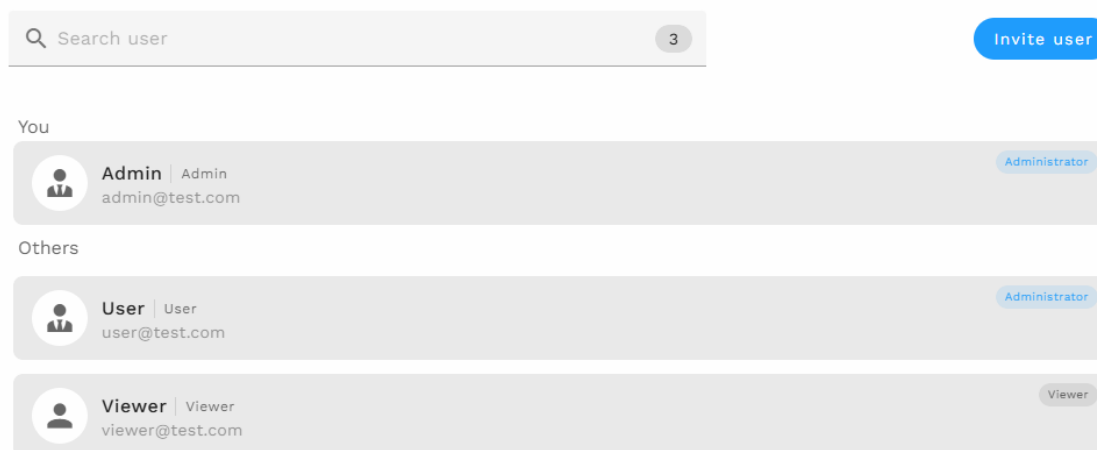 Search user 3 Invite user
You
Admin Admin Administrator
admin@test.com
Others
User User Administrator
user@test.com
Viewer Viewer Viewer
viewer@test.com